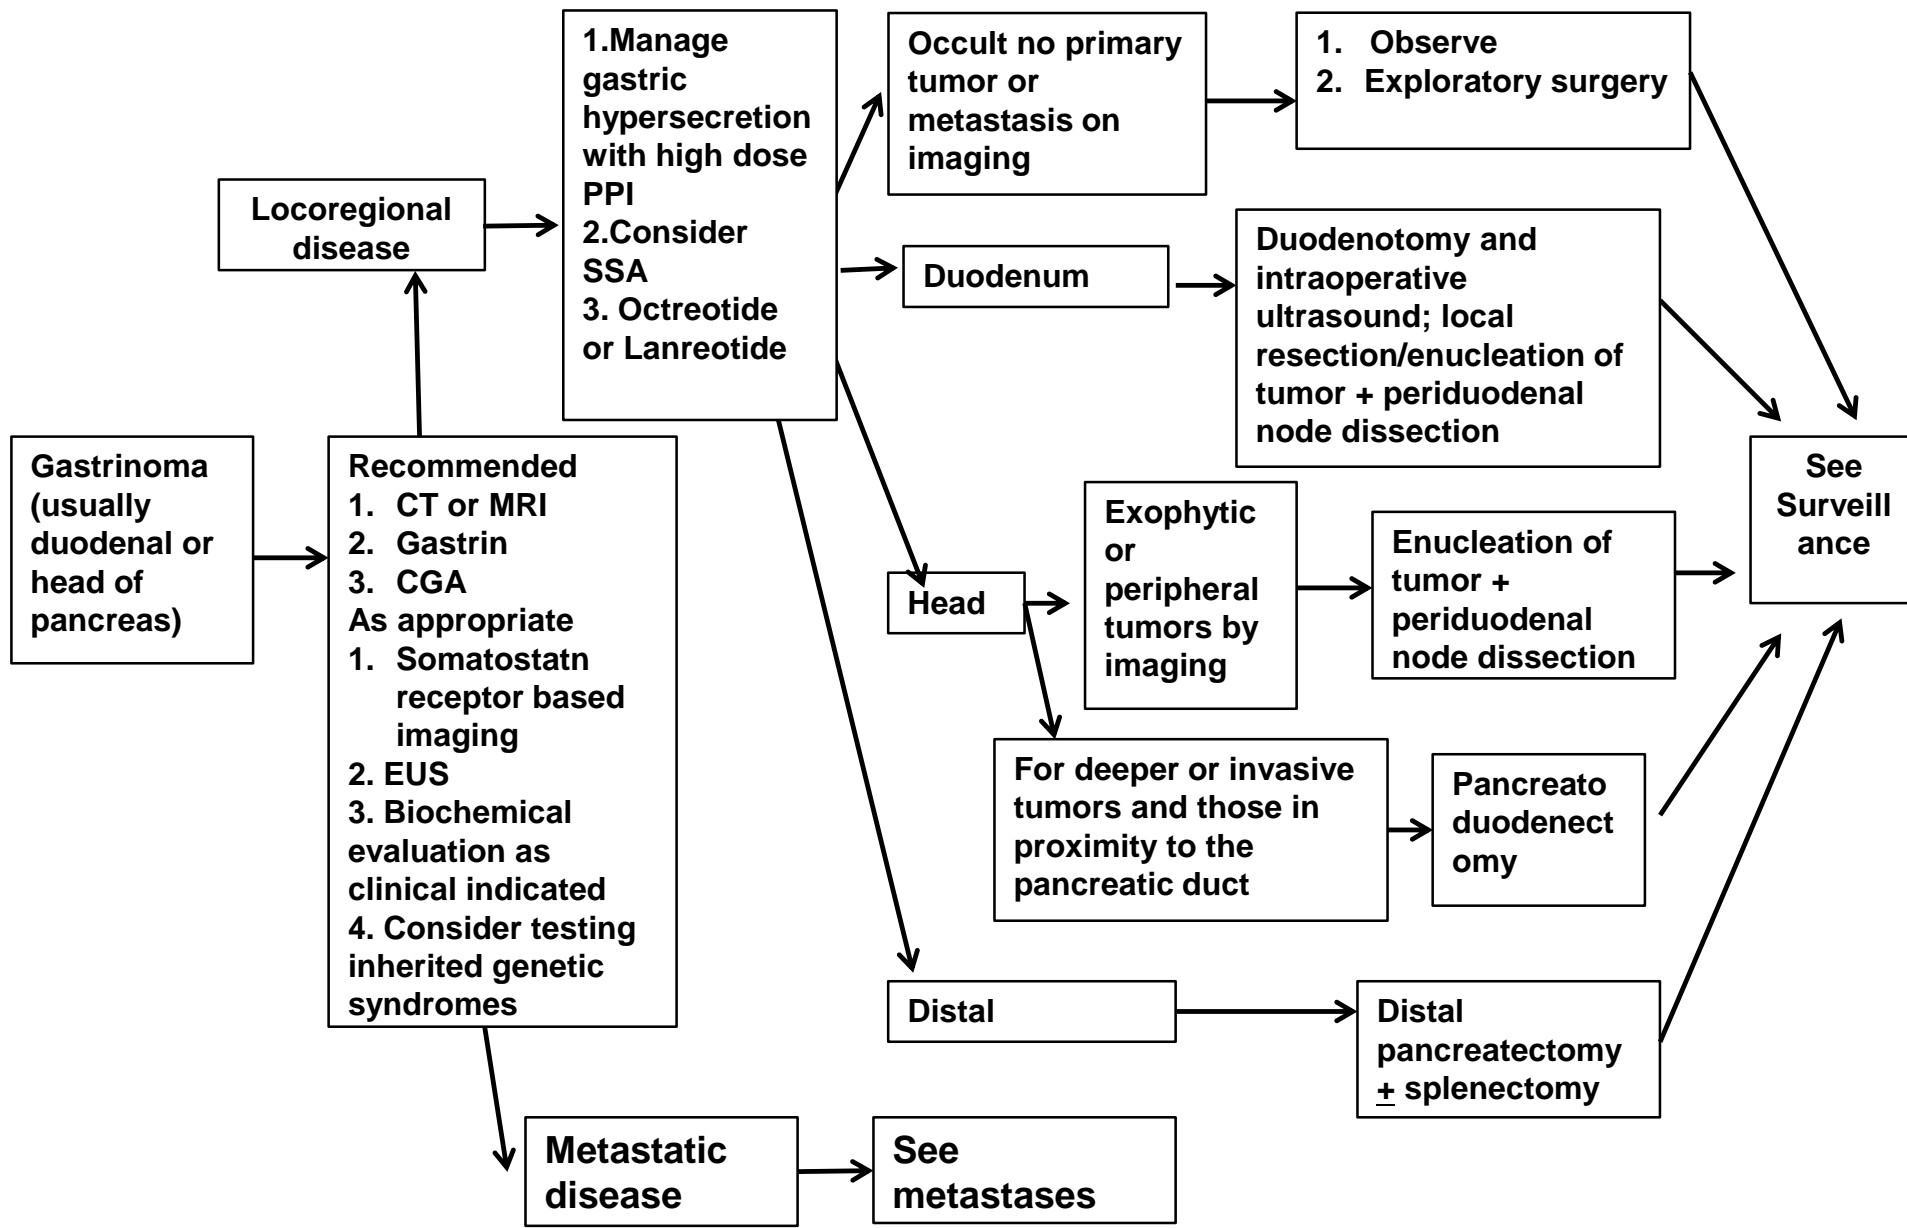 Gastrinoma
(usually
duodenal or
head of
pancreas)
Recommended
1. CT or MRI
2. Gastrin
3. CGA
As appropriate
1. Somatostatn
receptor based
imaging
2. EUS
3. Biochemical
evaluation as
clinical indicated
4. Consider testing
inherited genetic
syndromes
Locoregional
disease
1.Manage
gastric
hypersecretion
with high dose
PPI
2.Consider
SSA
3. Octreotide
or Lanreotide
Occult no primary
tumor or
metastasis on
imaging
1. Observe
2. Exploratory surgery
Duodenum
Duodenotomy and
intraoperative
ultrasound; local
resection/enucleation of
tumor + periduodenal
node dissection
Head
Exophytic
or
peripheral
tumors by
imaging
Enucleation of
tumor +
periduodenal
node dissection
For deeper or invasive
tumors and those in
proximity to the
pancreatic duct
Pancreato
duodenect
omy
Distal
Distal
pancreatectomy
± splenectomy
See
Surveill
ance
Metastatic
disease
See
metastases